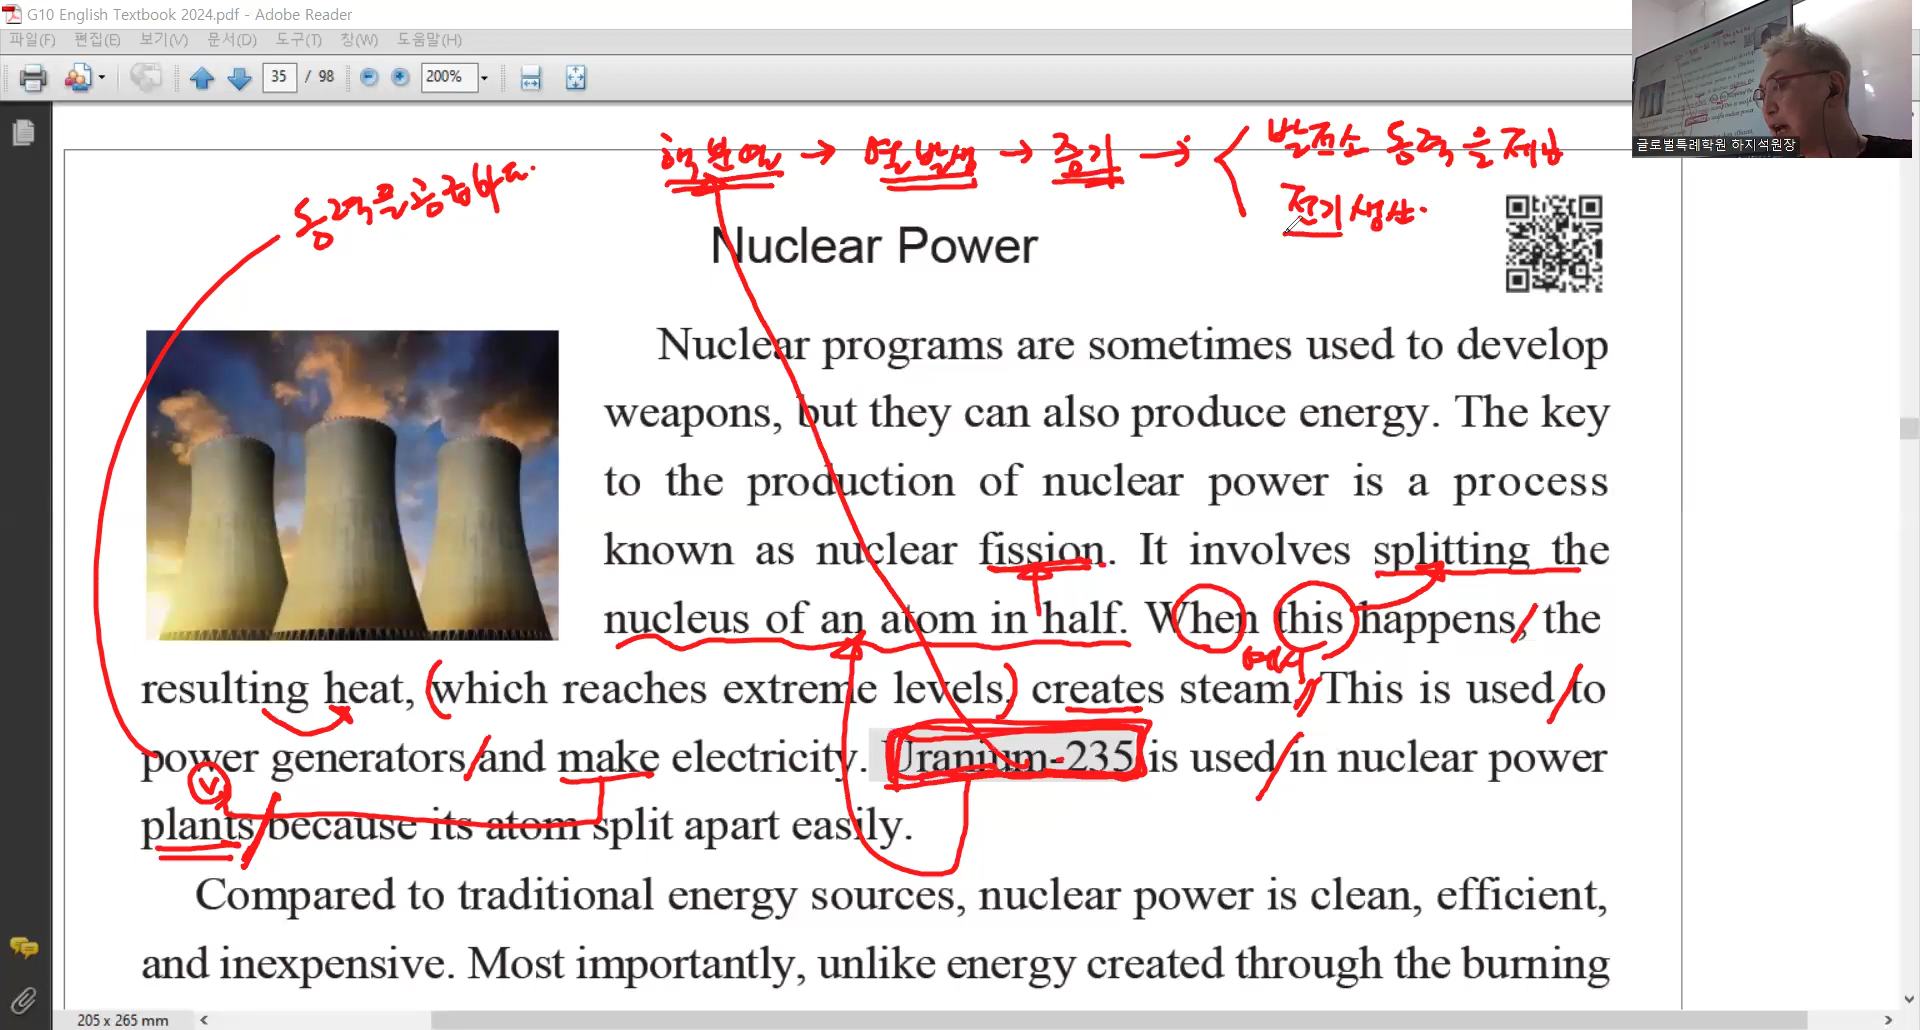 G10 English Textbook 2024.pdf - Adobe Reader
파일(F) 편집(E) 보기(V) 문서(D) 도구(T) 창(W) 도움말(H)
35 / 98 200%
글로벌특례학원 하지석원장
핵분열 → 열발생 → 증기 → 발전소 동력을 제공
전기 생산.
동력을 공급하다.
Nuclear Power
Nuclear programs are sometimes used to develop
weapons, but they can also produce energy. The key
to the production of nuclear power is a process
known as nuclear fission. It involves splitting the
nucleus of an atom in half. When this happens, the
resulting heat, (which reaches extreme levels,) creates steam. This is used to
power generators and make electricity. Uranium-235 is used in nuclear power
V
plants because its atom split apart easily.
Compared to traditional energy sources, nuclear power is clean, efficient,
and inexpensive. Most importantly, unlike energy created through the burning
205 x 265 mm